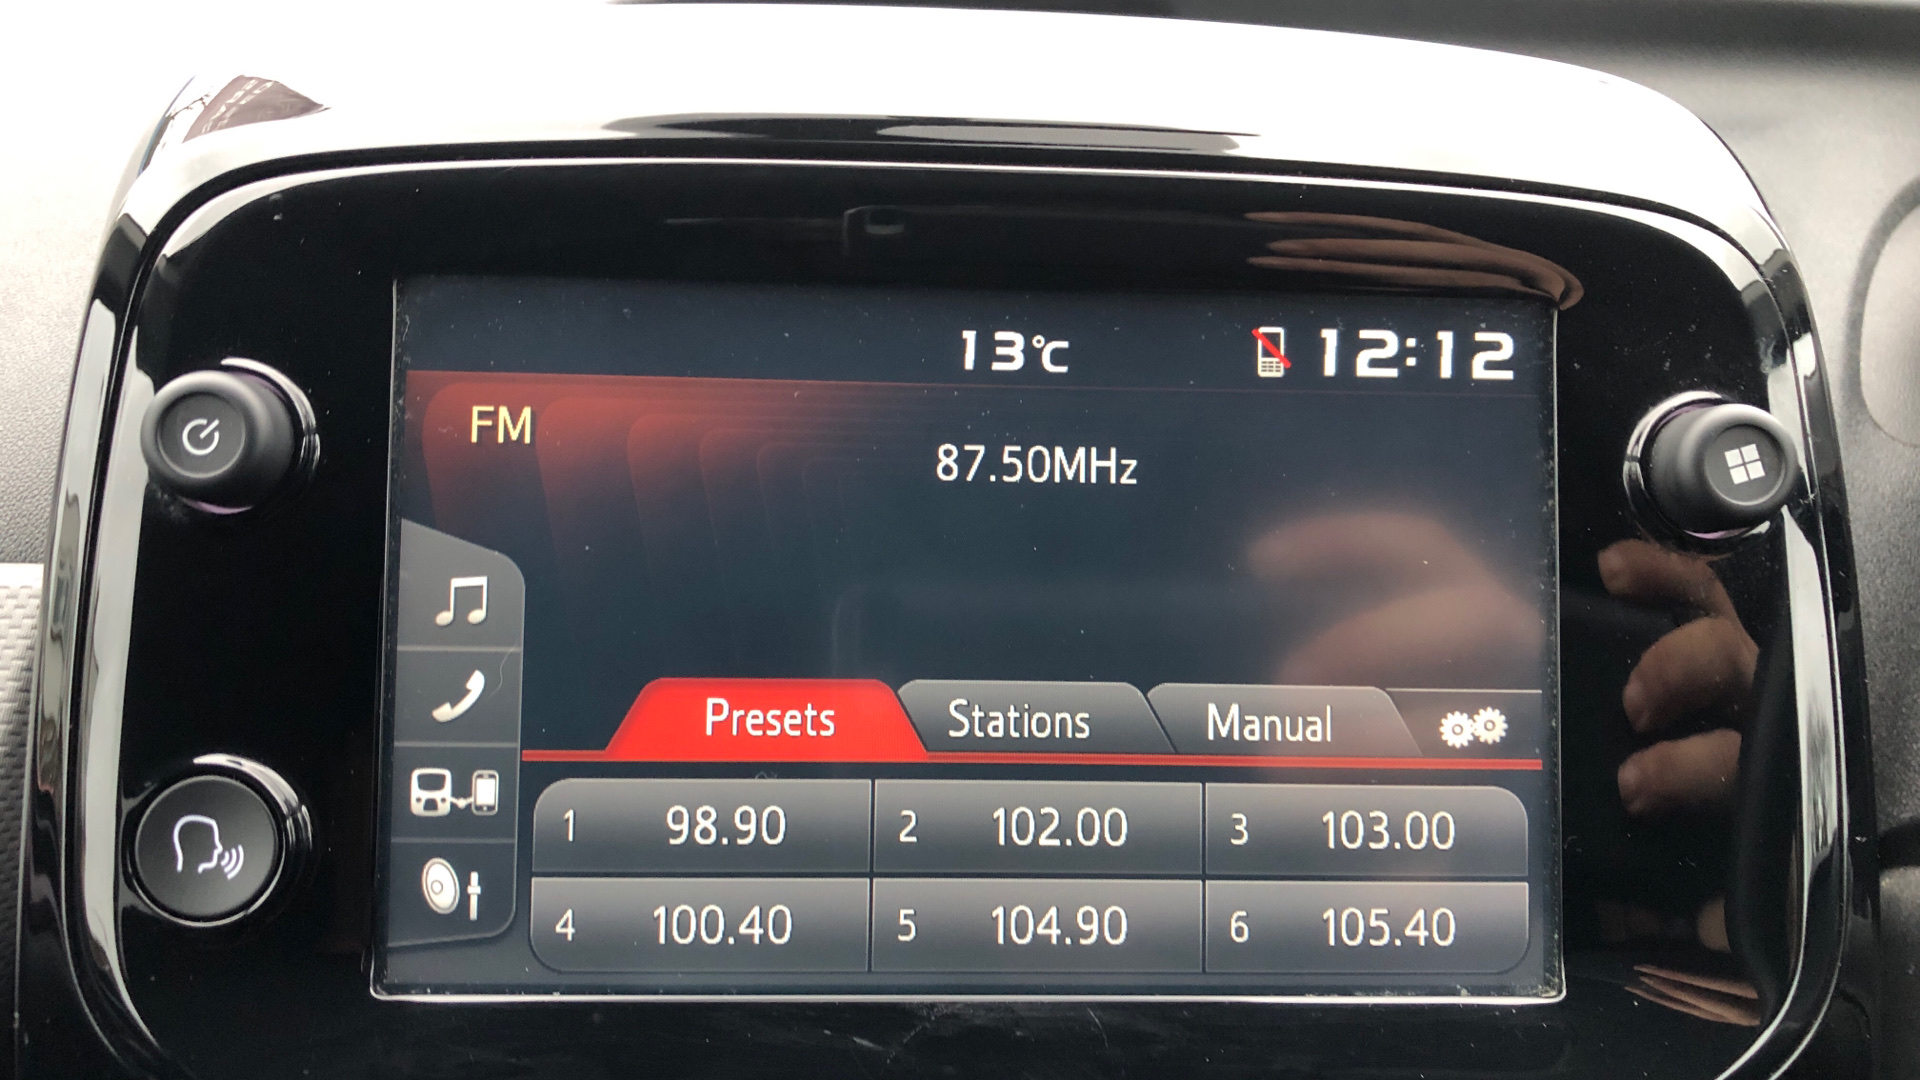 13℃ 12:12
FM
87.50MHz
Presets Stations Manual
1 98.90 2 102.00 3 103.00
4 100.40 5 104.90 6 105.40